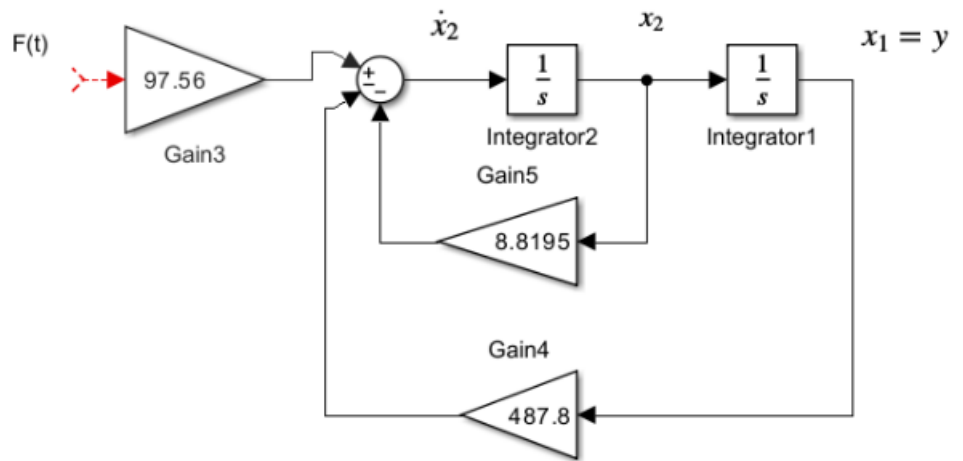 F(t)
97.56
Gain3
+
−
−
ẋ₂
1
s
Integrator2
x₂
1
s
Integrator1
x₁ = y
Gain5
8.8195
Gain4
487.8